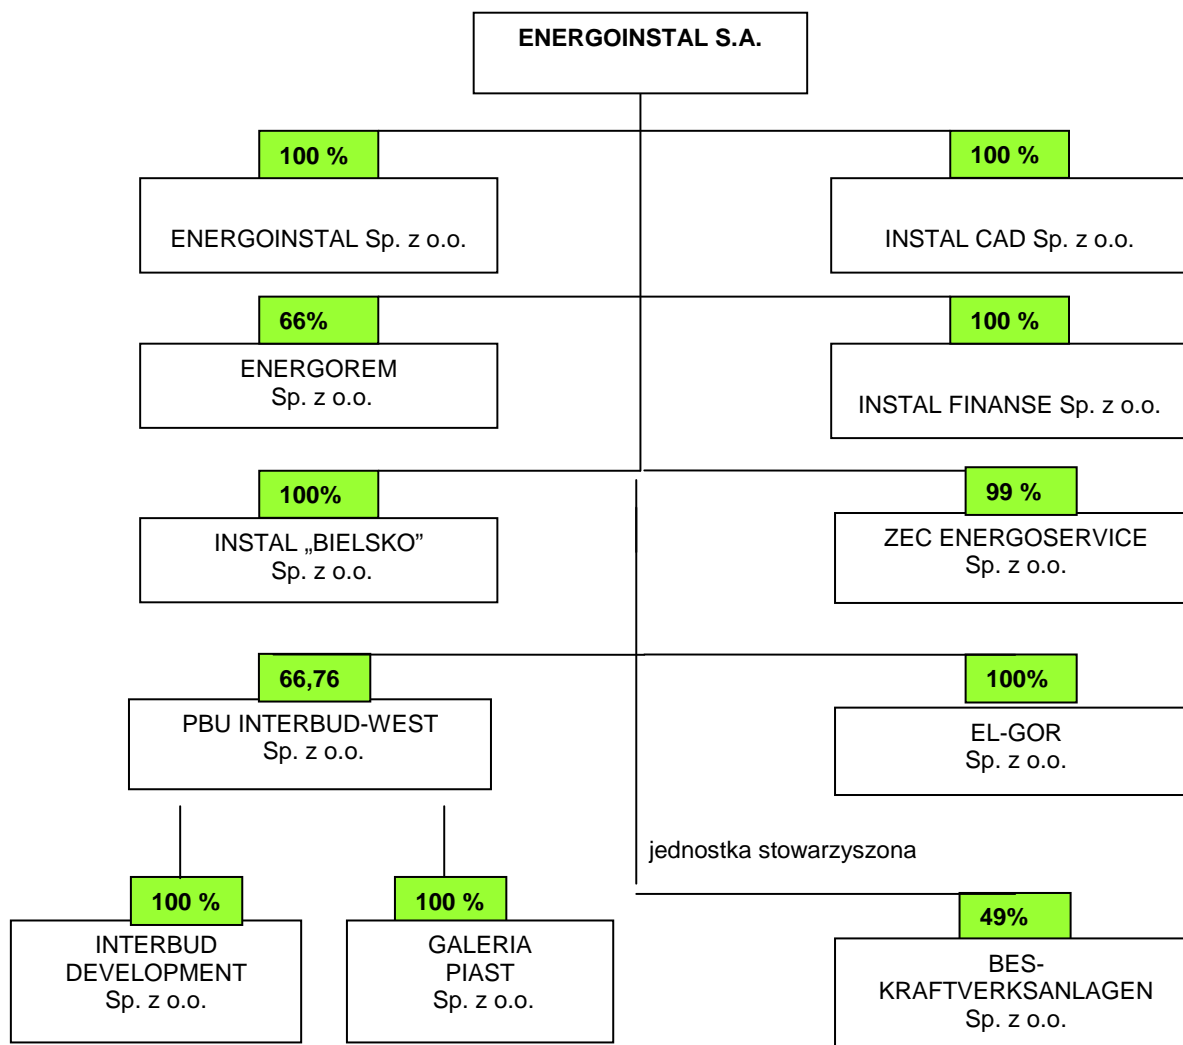 ENERGOINSTAL S.A.
100 %
100 %
ENERGOINSTAL Sp. z o.o.
INSTAL CAD Sp. z o.o.
66%
100 %
ENERGOREM
Sp. z o.o.
INSTAL FINANSE Sp. z o.o.
100%
99 %
INSTAL „BIELSKO”
Sp. z o.o.
ZEC ENERGOSERVICE
Sp. z o.o.
66,76
100%
PBU INTERBUD-WEST
Sp. z o.o.
EL-GOR
Sp. z o.o.
jednostka stowarzyszona
100 %
100 %
49%
INTERBUD
DEVELOPMENT
Sp. z o.o.
GALERIA
PIAST
Sp. z o.o.
BES-
KRAFTVERKSANLAGEN
Sp. z o.o.